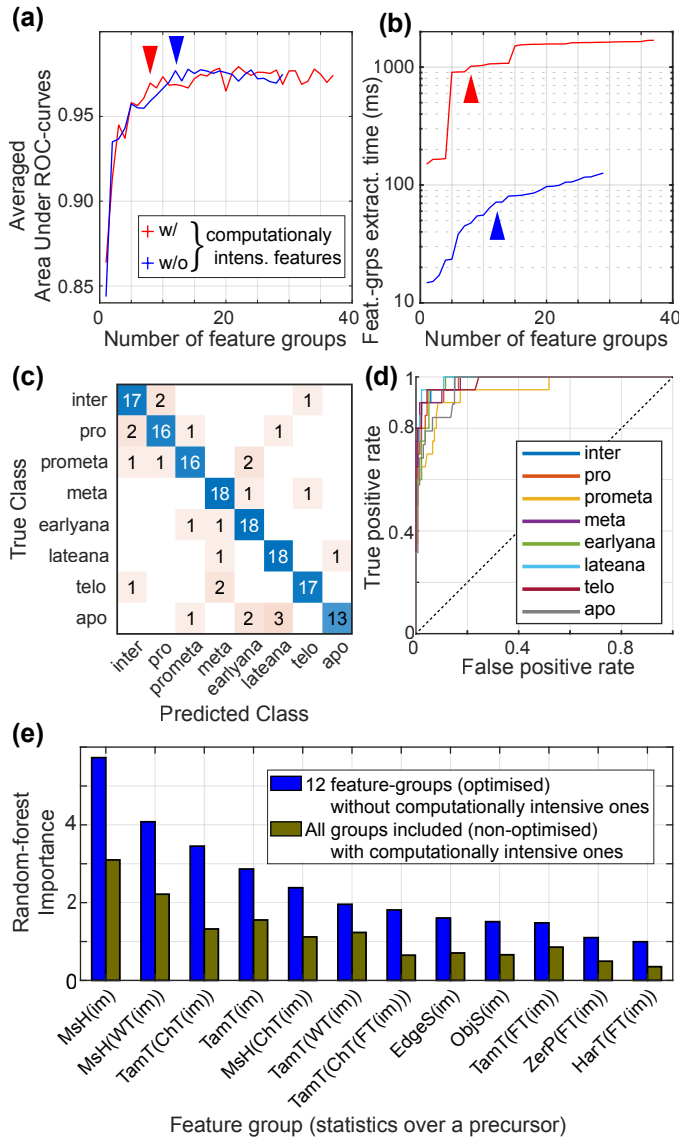 (a)
Averaged
Area Under ROC-curves
0.95
0.90
0.85
w/
w/o
} computationaly
intens. features
0 10 20 30 40
Number of feature groups
(b)
Feat.-grps extract. time (ms)
1000
100
10
0 20 40
Number of feature groups
(c)
True Class
inter 17 2 1
pro 2 16 1 1
prometa 1 1 16 2
meta 18 1 1
earlyana 1 1 18
lateana 1 18 1
telo 1 2 17
apo 1 2 3 13
inter pro prometa meta earlyana lateana telo apo
Predicted Class
(d)
True positive rate
1
0.8
0.4
0
inter
pro
prometa
meta
earlyana
lateana
telo
apo
0 0.4 0.8
False positive rate
(e)
Random-forest
Importance
4
2
0
12 feature-groups (optimised)
without computationally intensive ones
All groups included (non-optimised)
with computationally intensive ones
MsH(im)
MsH(WT(im))
TamT(ChT(im))
TamT(im)
MsH(ChT(im))
TamT(WT(im))
TamT(ChT(FT(im)))
EdgeS(im)
ObjS(im)
TamT(FT(im))
ZerP(FT(im))
HarT(FT(im))
Feature group (statistics over a precursor)